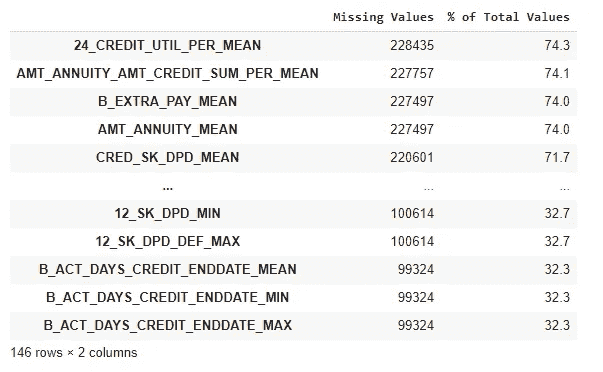 Missing Values % of Total Values
24_CREDIT_UTIL_PER_MEAN 228435 74.3
AMT_ANNUITY_AMT_CREDIT_SUM_PER_MEAN 227757 74.1
B_EXTRA_PAY_MEAN 227497 74.0
AMT_ANNUITY_MEAN 227497 74.0
CRED_SK_DPD_MEAN 220601 71.7
... ... ...
12_SK_DPD_MIN 100614 32.7
12_SK_DPD_DEF_MAX 100614 32.7
B_ACT_DAYS_CREDIT_ENDDATE_MEAN 99324 32.3
B_ACT_DAYS_CREDIT_ENDDATE_MIN 99324 32.3
B_ACT_DAYS_CREDIT_ENDDATE_MAX 99324 32.3
146 rows × 2 columns